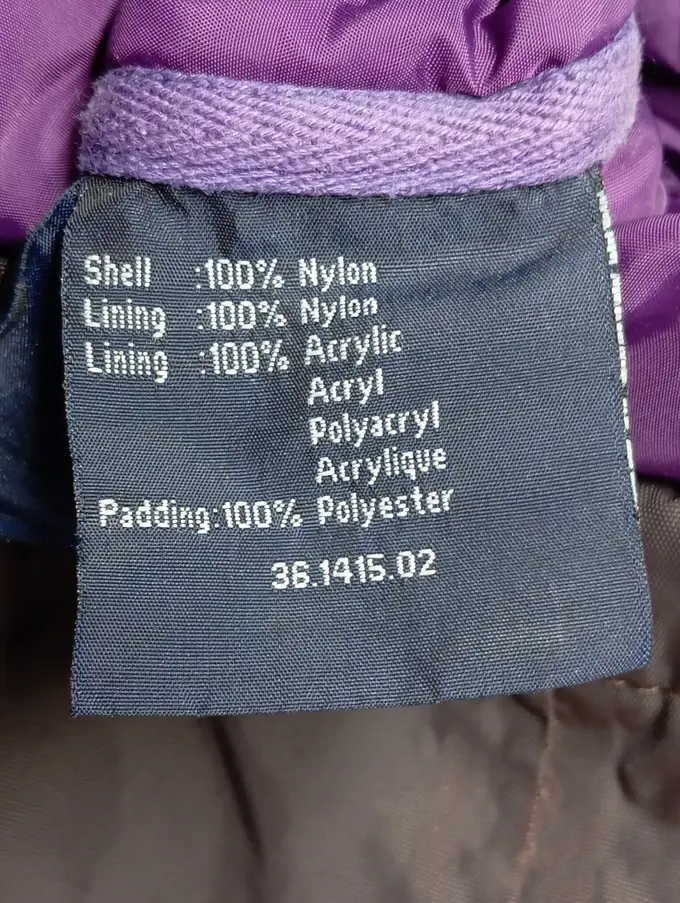 Shell :100% Nylon
Lining :100% Nylon
Lining :100% Acrylic
Acryl
Polyacryl
Acrylique
Padding:100% Polyester
36.1415.02